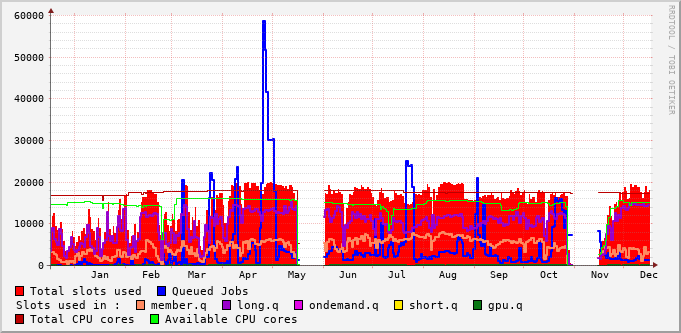 60000
50000
40000
30000
20000
10000
0
Jan Feb Mar Apr May Jun Jul Aug Sep Oct Nov Dec
Total slots used Queued Jobs
Slots used in : member.q long.q ondemand.q short.q gpu.q
Total CPU cores Available CPU cores
RRDTOOL / TOBI OETIKER